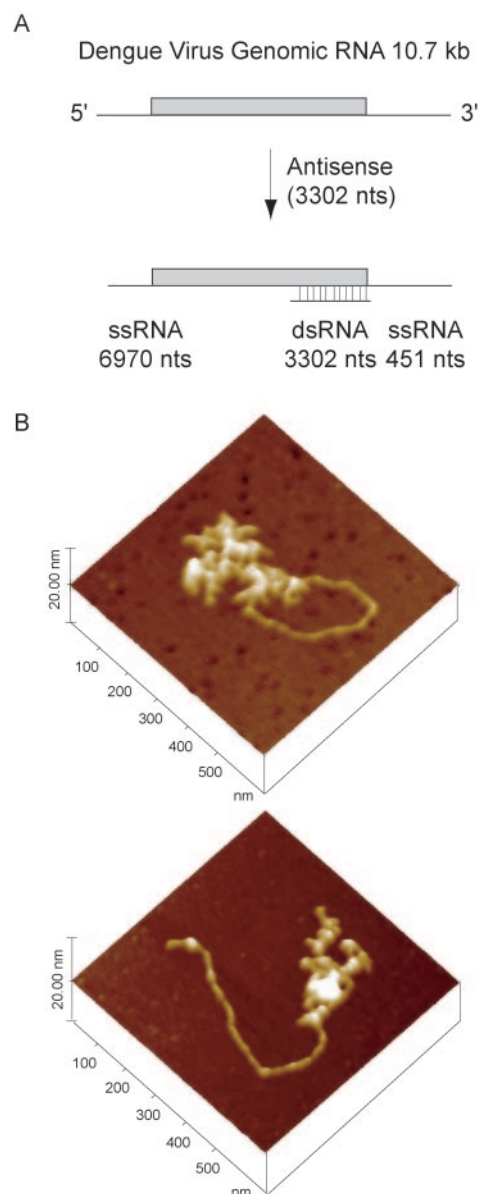 A
Dengue Virus Genomic RNA 10.7 kb
5' 3'
Antisense
(3302 nts)
ssRNA dsRNA ssRNA
6970 nts 3302 nts 451 nts
B
20.00 nm
100
200
300
400
500
nm
20.00 nm
100
200
300
400
500
nm